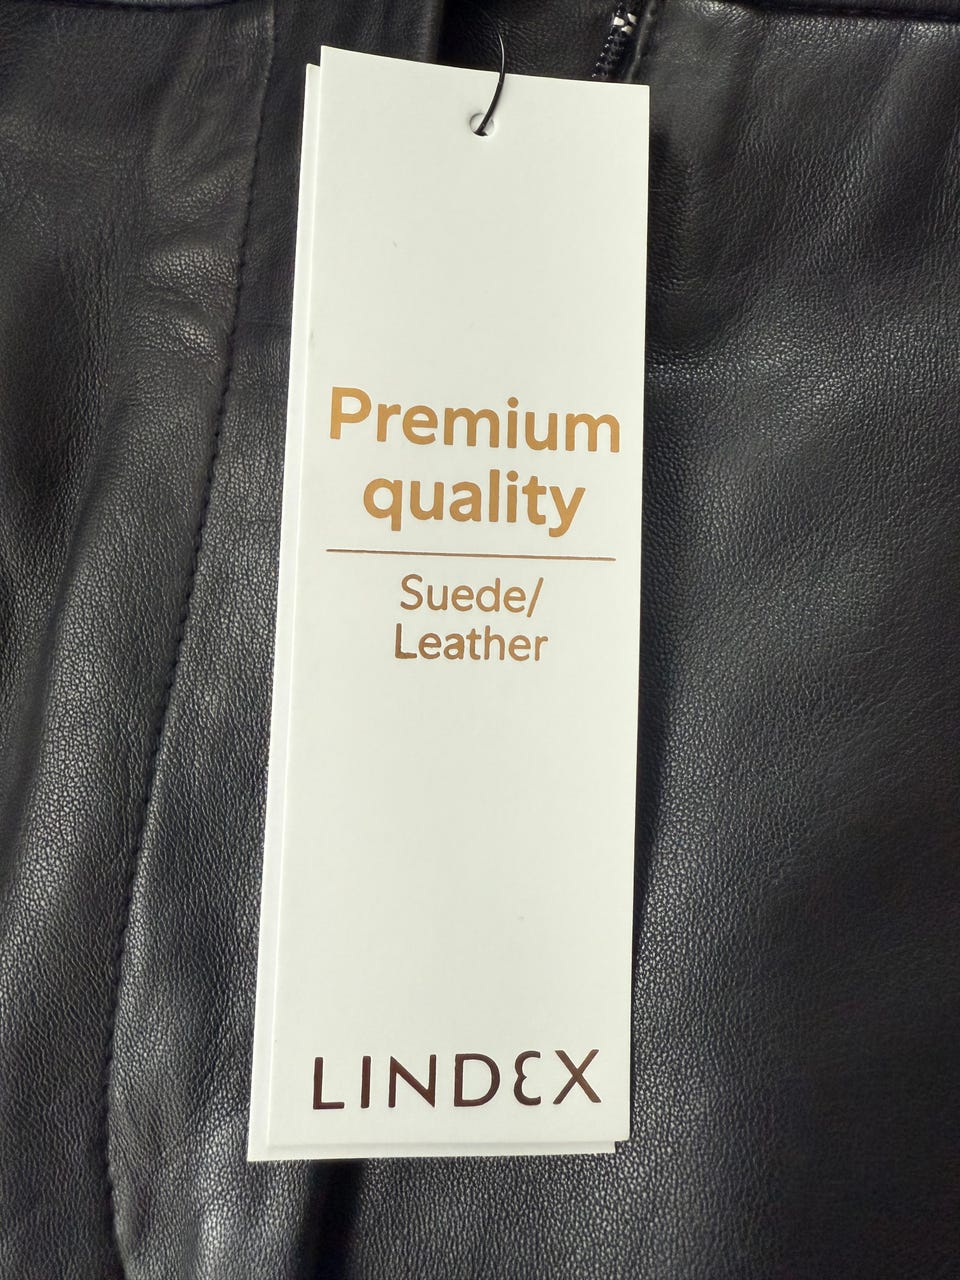 Premium
quality
Suede/
Leather
LINDEX